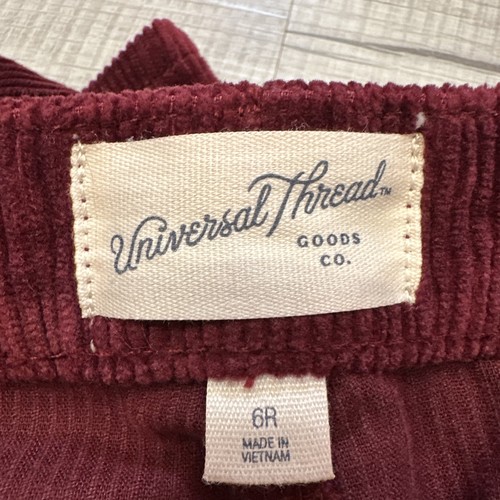 Universal Thread™
GOODS
CO.
6R
MADE IN
VIETNAM